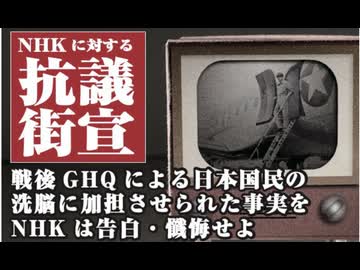 NHKに対する
抗議
街宣
戦後GHQによる日本国民の
洗脳に加担させられた事実を
NHKは告白・懺悔せよ